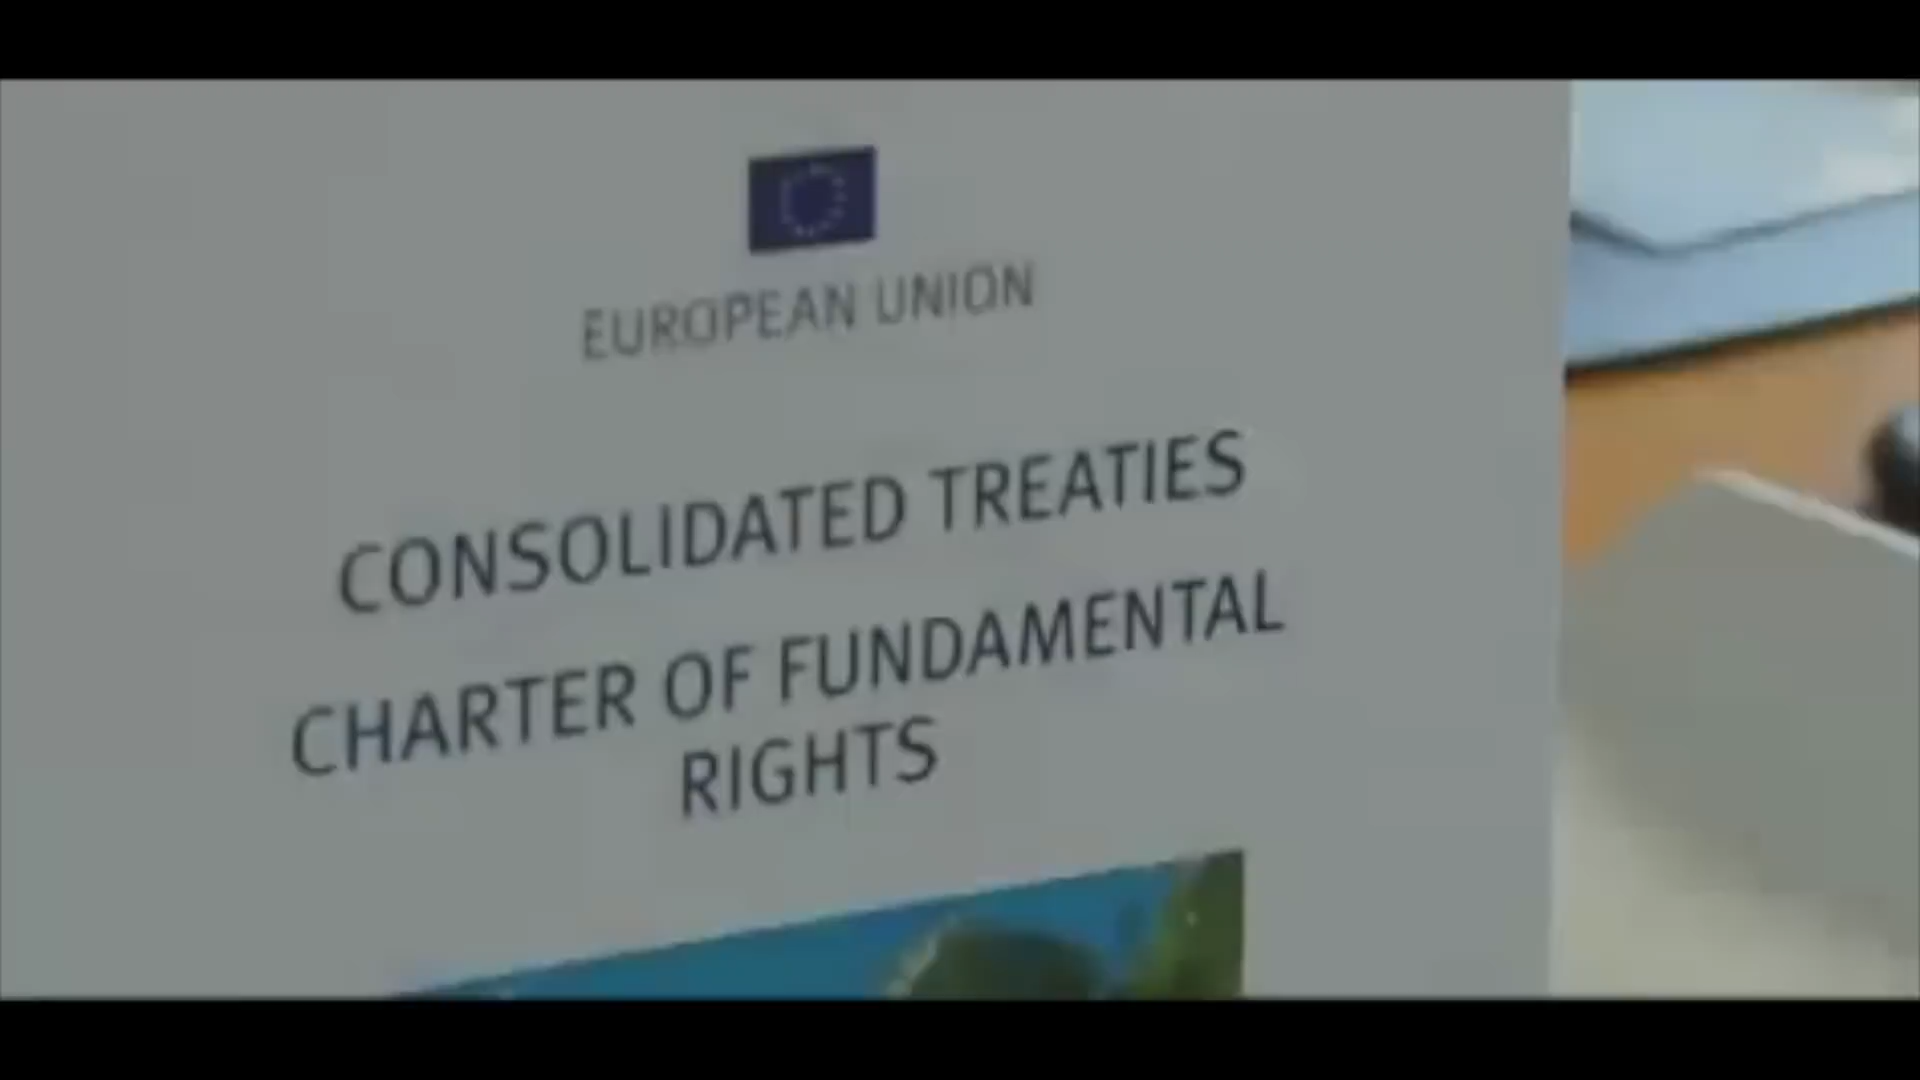 EUROPEAN UNION
CONSOLIDATED TREATIES
CHARTER OF FUNDAMENTAL
RIGHTS